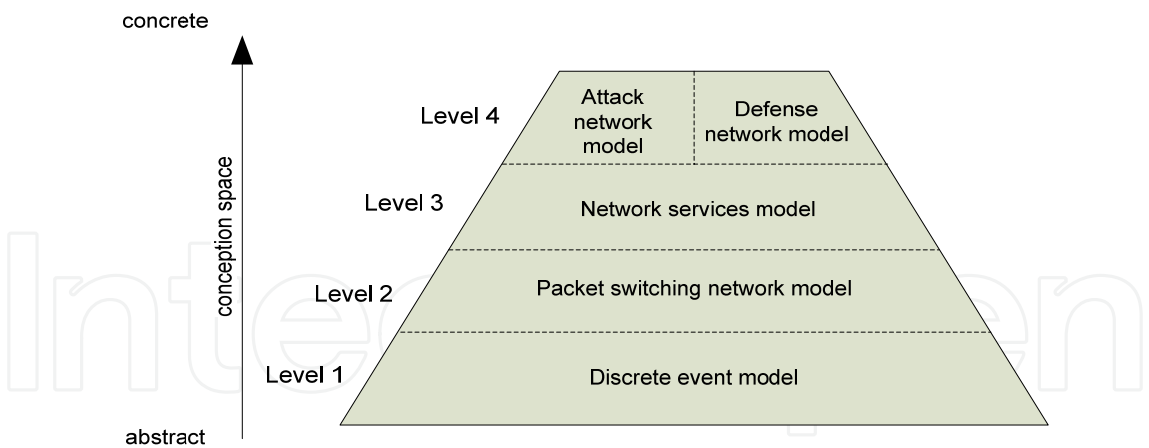 concrete
Level 4
Attack
network
model
Defense
network model
conception space
Level 3
Network services model
Level 2
Packet switching network model
Level 1
Discrete event model
abstract